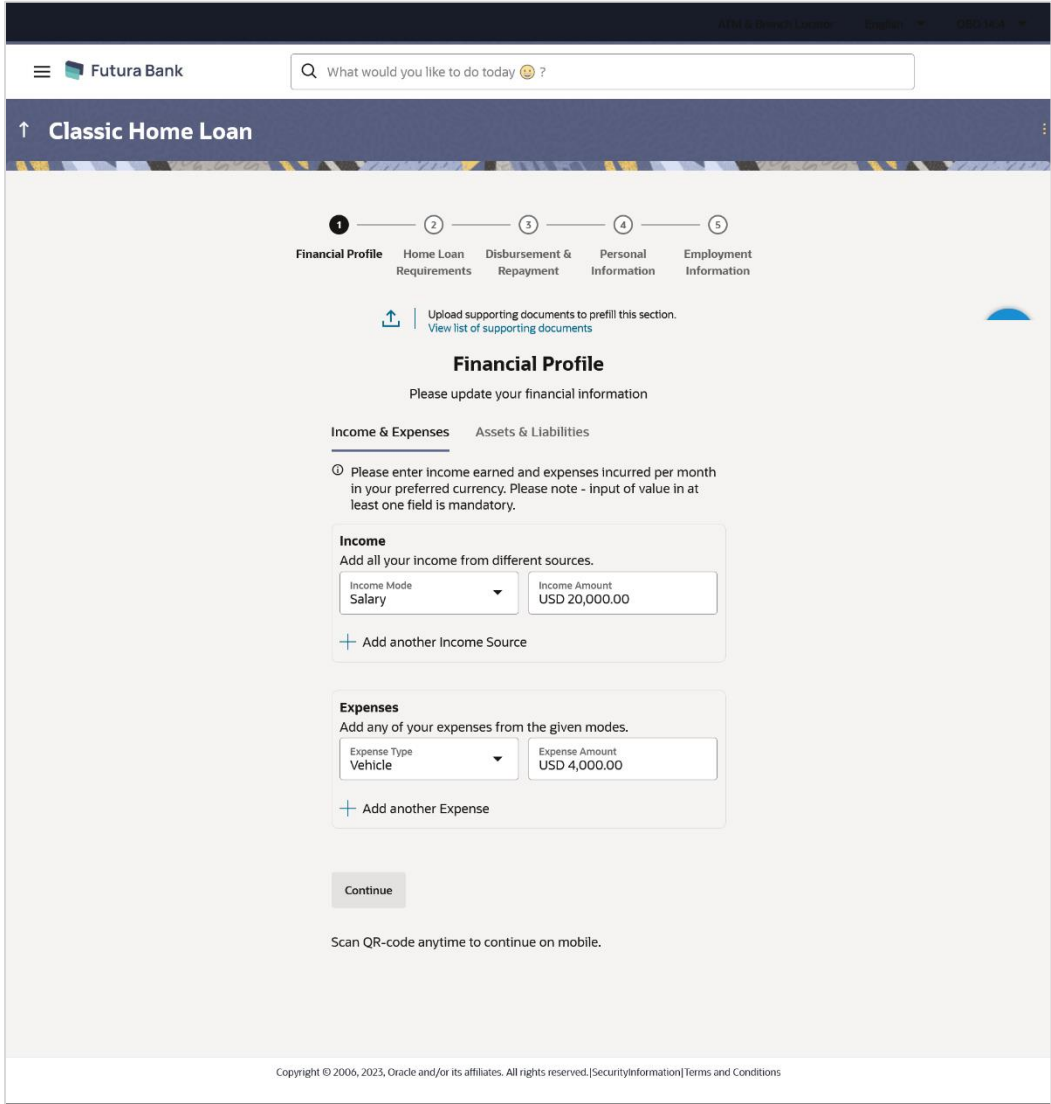 ATM & Branch Locator English
Futura Bank
What would you like to do today ?
Classic Home Loan
1 2 3 4 5
Financial Profile Home Loan Requirements Disbursement & Repayment Personal Information Employment Information
Upload supporting documents to prefill this section.
View list of supporting documents
Financial Profile
Please update your financial information
Income & Expenses Assets & Liabilities
Please enter income earned and expenses incurred per month
in your preferred currency. Please note - input of value in at
least one field is mandatory.
Income
Add all your income from different sources.
Income Mode Income Amount
Salary USD 20,000.00
Add another Income Source
Expenses
Add any of your expenses from the given modes.
Expense Type Expense Amount
Vehicle USD 4,000.00
Add another Expense
Continue
Scan QR-code anytime to continue on mobile.
Copyright © 2006, 2023, Oracle and/or its affiliates. All rights reserved.|SecurityInformation|Terms and Conditions